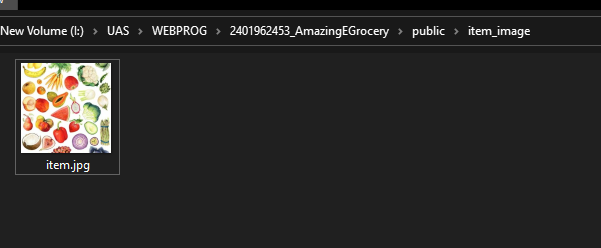 New Volume (I:) > UAS > WEBPROG > 2401962453_AmazingEGrocery > public > item_image
item.jpg